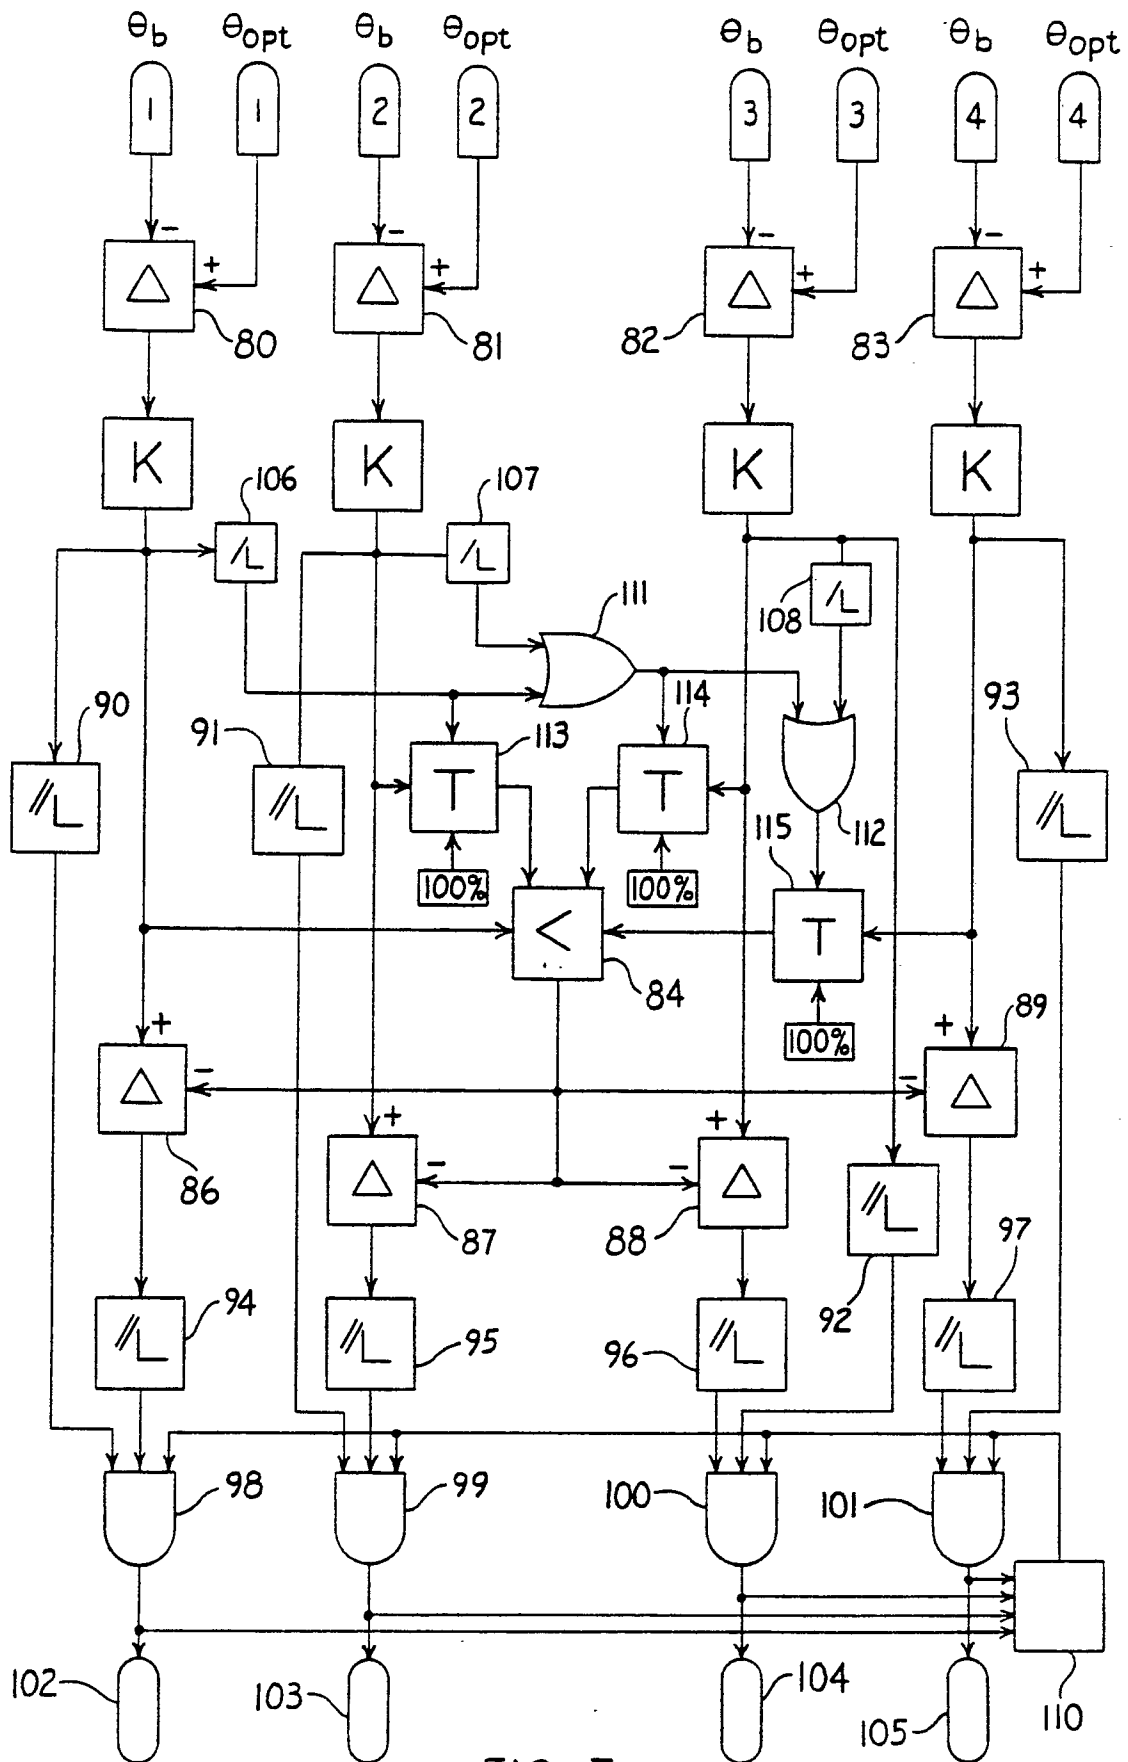 θb θopt θb θopt θb θopt θb θopt
1 1 2 2 3 3 4 4
- - - -
+ + + +
△ △ △ △
80 81 82 83
K K K K
106 107
/L /L
111
108 /L
90 114 93
91 113
//L //L T T //L
115 112
100% 100%
< T
84
100% 89
+ +
△ - - △
86
+ +
△ - - △
87 88 //L
97
94 92
//L //L 95 96 //L //L
98 99 100 101
102 103 104 105 110